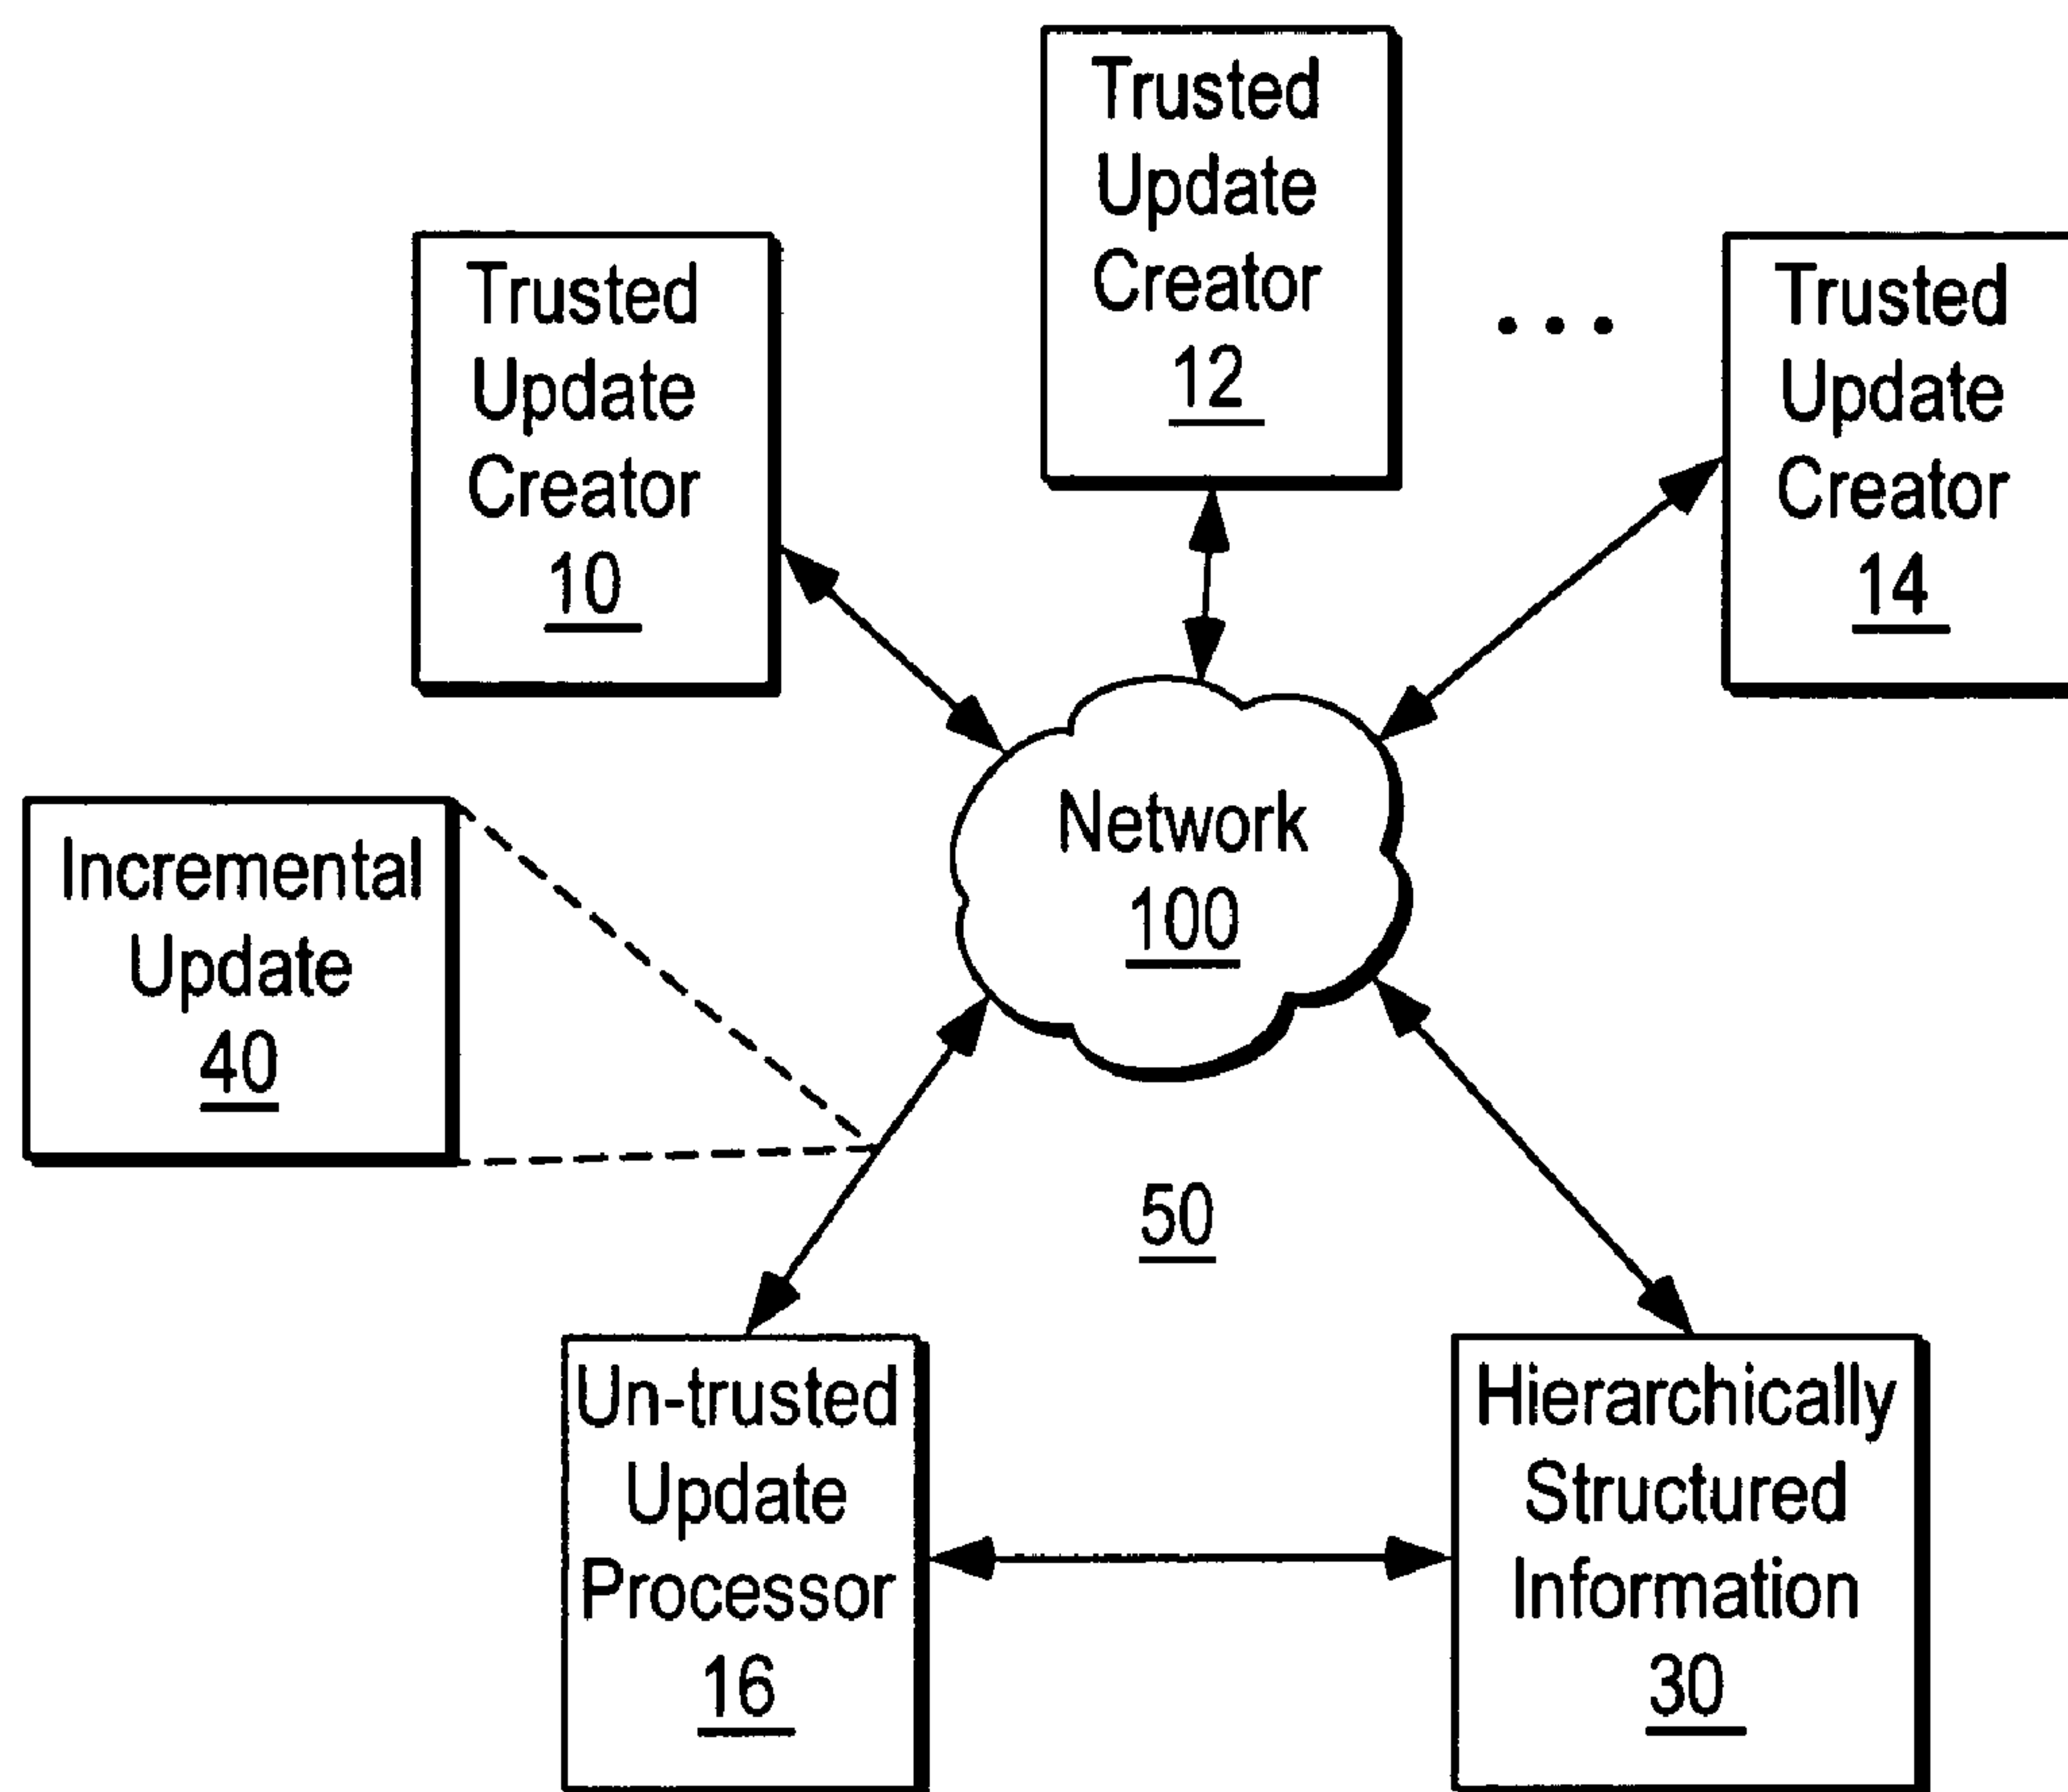 Trusted
Update
Creator
12
Trusted
Update
Creator
10
. . .
Trusted
Update
Creator
14
Network
100
Incremental
Update
40
50
Un-trusted
Update
Processor
16
Hierarchically
Structured
Information
30